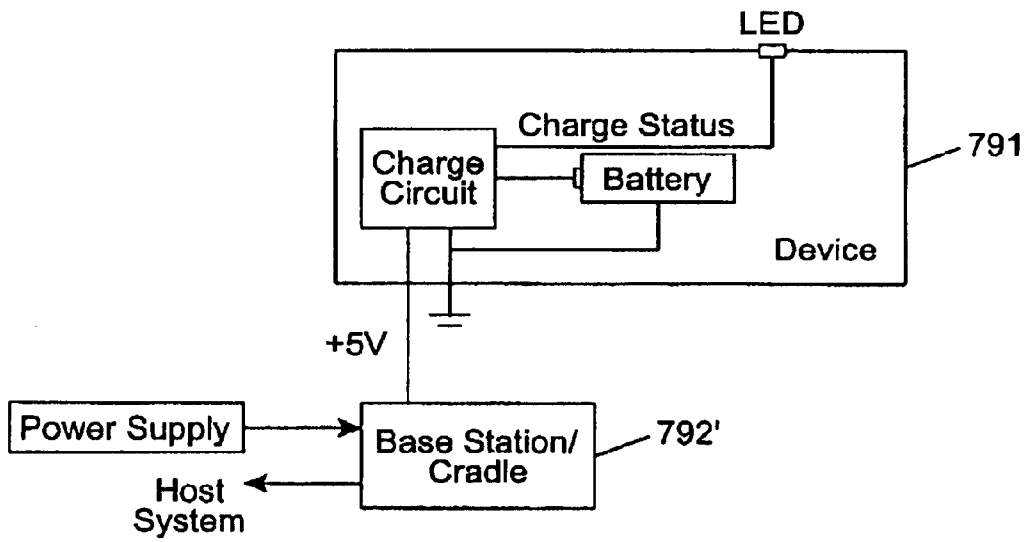 LED
Charge Status
791
Charge
Circuit
Battery
Device
+5V
Power Supply
Base Station/
Cradle
792'
Host
System